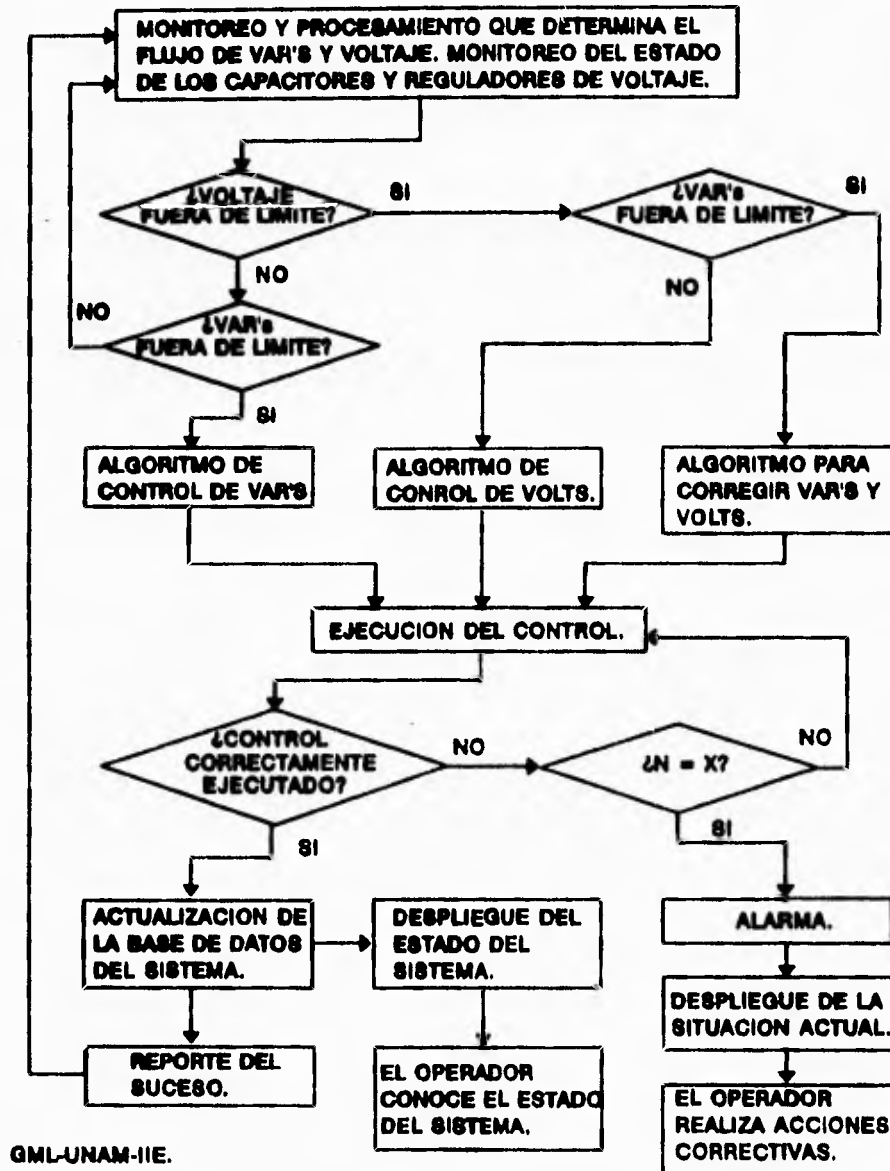 MONITOREO Y PROCESAMIENTO QUE DETERMINA EL
FLUJO DE VAR'S Y VOLTAJE. MONITOREO DEL ESTADO
DE LOS CAPACITORES Y REGULADORES DE VOLTAJE.
¿VOLTAJE
FUERA DE LIMITE?
SI
¿VAR's
FUERA DE LIMITE?
SI
NO
NO
NO
¿VAR's
FUERA DE LIMITE?
SI
ALGORITMO DE
CONTROL DE VAR'S
ALGORITMO DE
CONROL DE VOLTS.
ALGORITMO PARA
CORREGIR VAR'S Y
VOLTS.
EJECUCION DEL CONTROL.
¿CONTROL
CORRECTAMENTE
EJECUTADO?
NO
¿N = X?
NO
SI
SI
ACTUALIZACION DE
LA BASE DE DATOS
DEL SISTEMA.
DESPLIEGUE DEL
ESTADO DEL
SISTEMA.
ALARMA.
DESPLIEGUE DE LA
SITUACION ACTUAL.
REPORTE DEL
SUCESO.
EL OPERADOR
CONOCE EL ESTADO
DEL SISTEMA.
EL OPERADOR
REALIZA ACCIONES
CORRECTIVAS.
GML-UNAM-IIE.